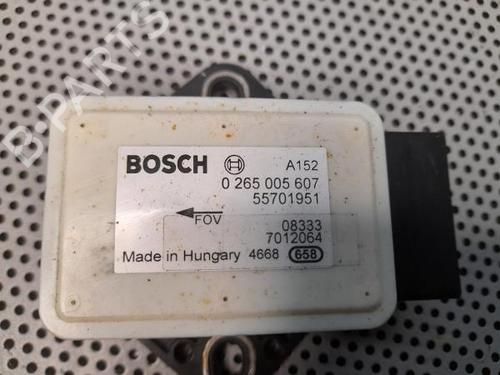 BOSCH A152
0 265 005 607
55701951
FOV
08333
7012064
Made in Hungary 4668 658
B-PARTS